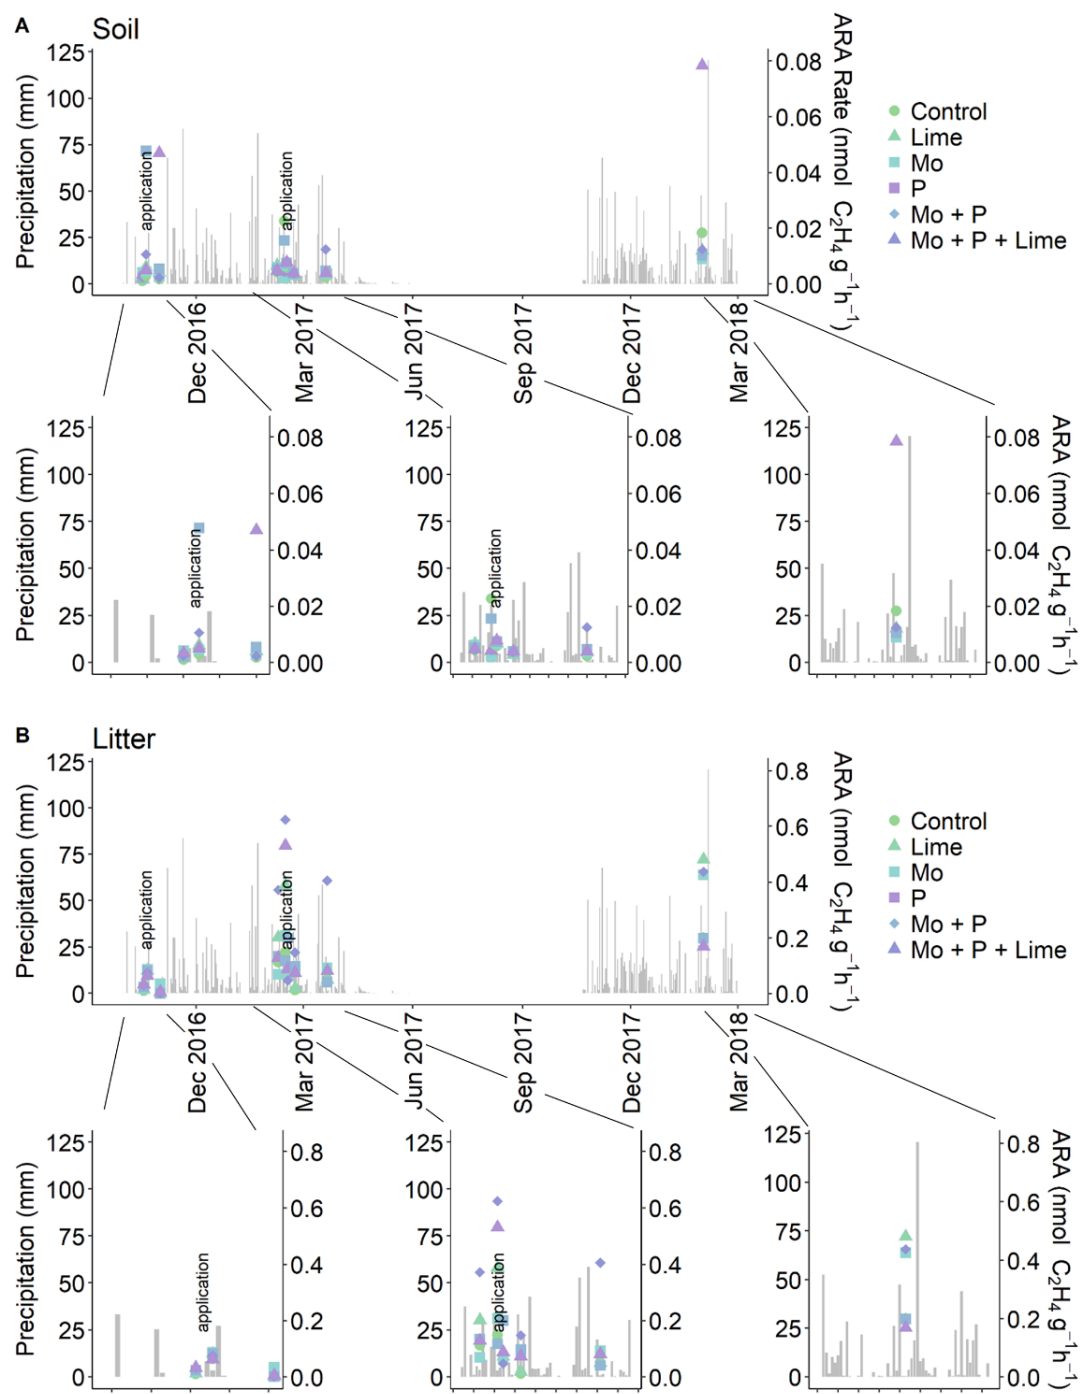 A
Soil
Precipitation (mm)
125
100
75
50
25
0
application
application
0.08
0.06
0.04
0.02
0.00
ARA Rate (nmol C₂H₄ g⁻¹h⁻¹)
Control
Lime
Mo
P
Mo + P
Mo + P + Lime
Dec 2016
Mar 2017
Jun 2017
Sep 2017
Dec 2017
Mar 2018
Precipitation (mm)
125
100
75
50
25
0
application
0.08
0.06
0.04
0.02
0.00
125
100
75
50
25
0
application
0.08
0.06
0.04
0.02
0.00
125
100
75
50
25
0
0.08
0.06
0.04
0.02
0.00
ARA (nmol C₂H₄ g⁻¹h⁻¹)
B
Litter
Precipitation (mm)
125
100
75
50
25
0
application
application
0.8
0.6
0.4
0.2
0.0
ARA (nmol C₂H₄ g⁻¹h⁻¹)
Control
Lime
Mo
P
Mo + P
Mo + P + Lime
Dec 2016
Mar 2017
Jun 2017
Sep 2017
Dec 2017
Mar 2018
Precipitation (mm)
125
100
75
50
25
0
application
0.8
0.6
0.4
0.2
0.0
125
100
75
50
25
0
application
0.8
0.6
0.4
0.2
0.0
125
100
75
50
25
0
0.8
0.6
0.4
0.2
0.0
ARA (nmol C₂H₄ g⁻¹h⁻¹)